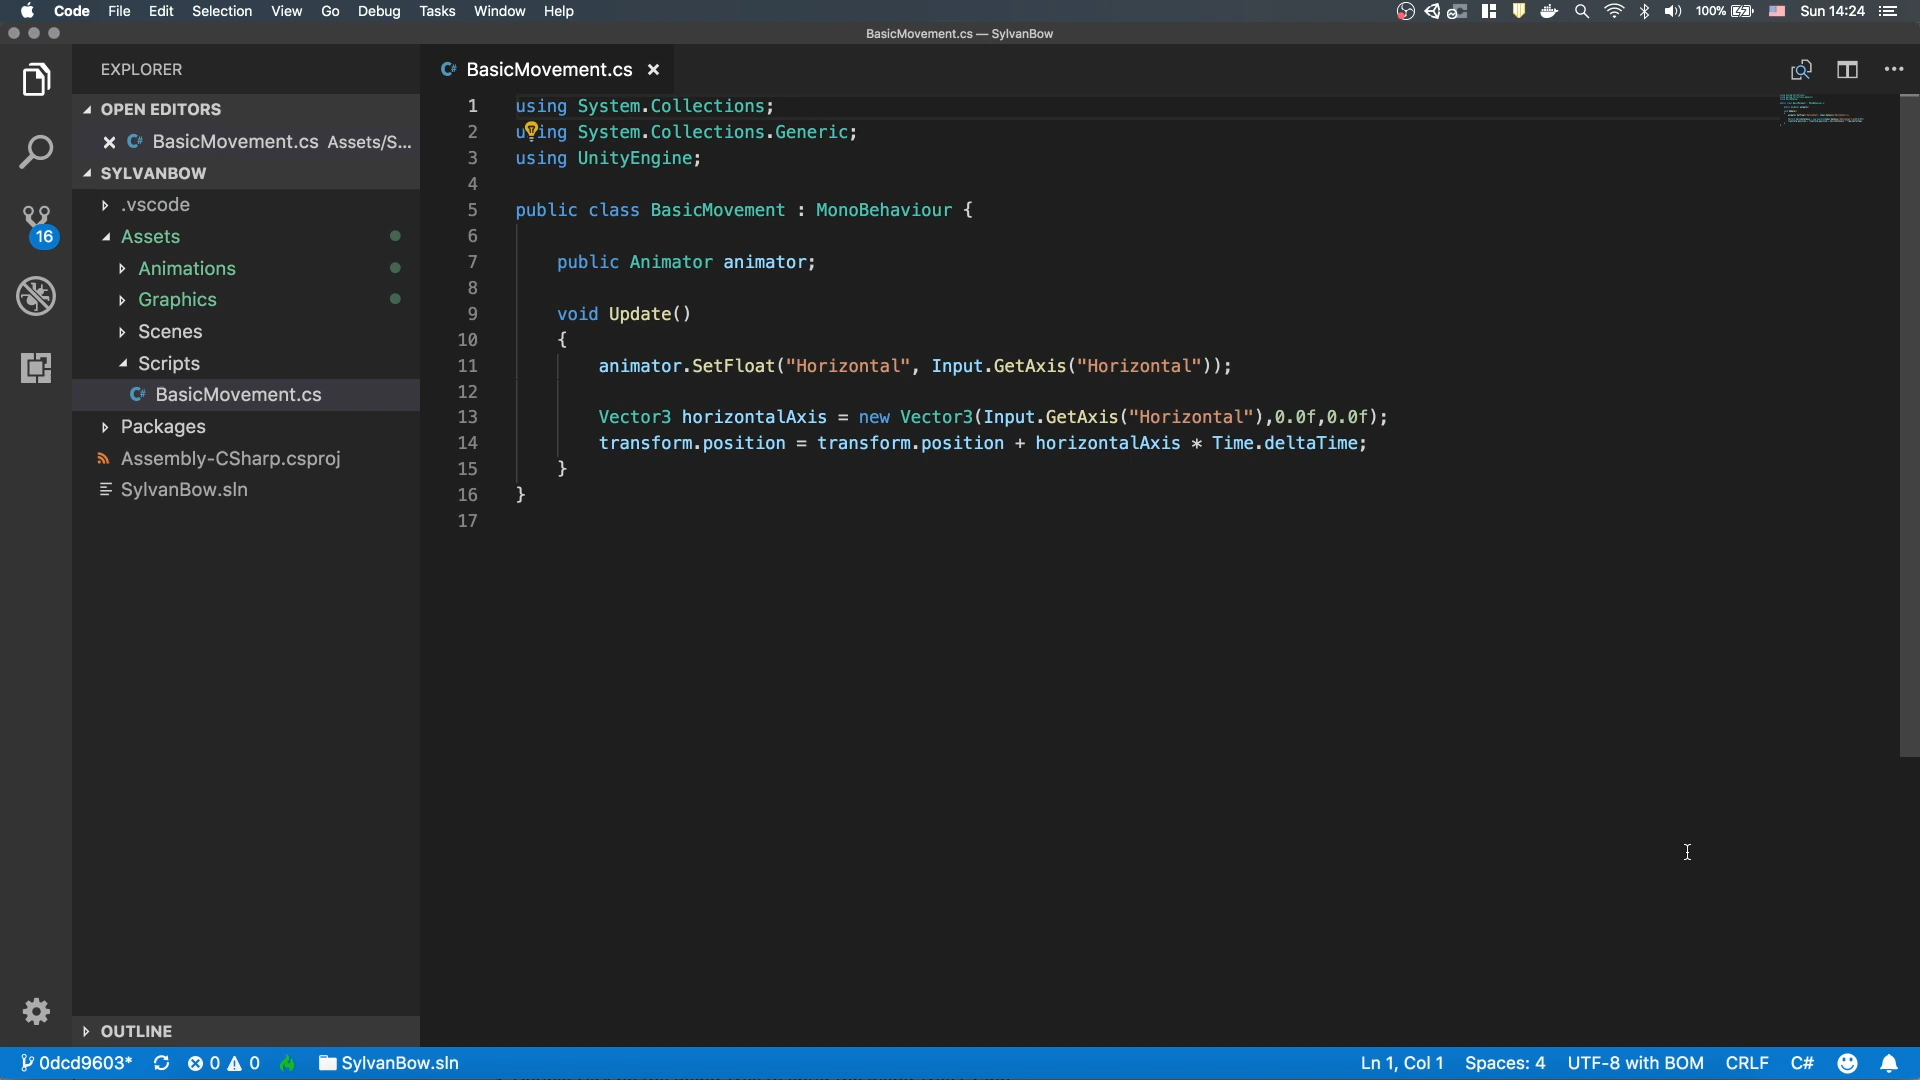 Code File Edit Selection View Go Debug Tasks Window Help 100% Sun 14:24
BasicMovement.cs — SylvanBow
EXPLORER
OPEN EDITORS
BasicMovement.cs Assets/S...
SYLVANBOW
.vscode
Assets
Animations
Graphics
Scenes
Scripts
C# BasicMovement.cs
Packages
Assembly-CSharp.csproj
SylvanBow.sln
OUTLINE
16
C# BasicMovement.cs
1 using System.Collections;
2 using System.Collections.Generic;
3 using UnityEngine;
4
5 public class BasicMovement : MonoBehaviour {
6
7 public Animator animator;
8
9 void Update()
10 {
11 animator.SetFloat("Horizontal", Input.GetAxis("Horizontal"));
12
13 Vector3 horizontalAxis = new Vector3(Input.GetAxis("Horizontal"),0.0f,0.0f);
14 transform.position = transform.position + horizontalAxis * Time.deltaTime;
15 }
16 }
17
0dcd9603* 0 0 SylvanBow.sln Ln 1, Col 1 Spaces: 4 UTF-8 with BOM CRLF C#